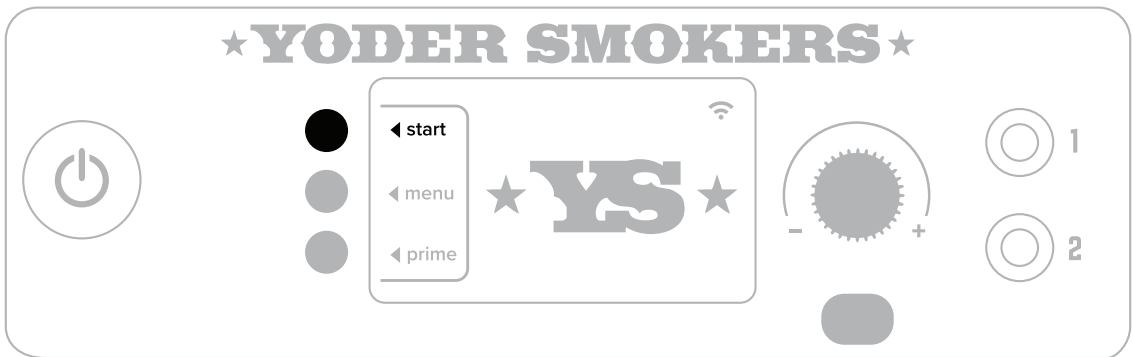 YODER SMOKERS
start
menu
prime
YS
- +
1
2